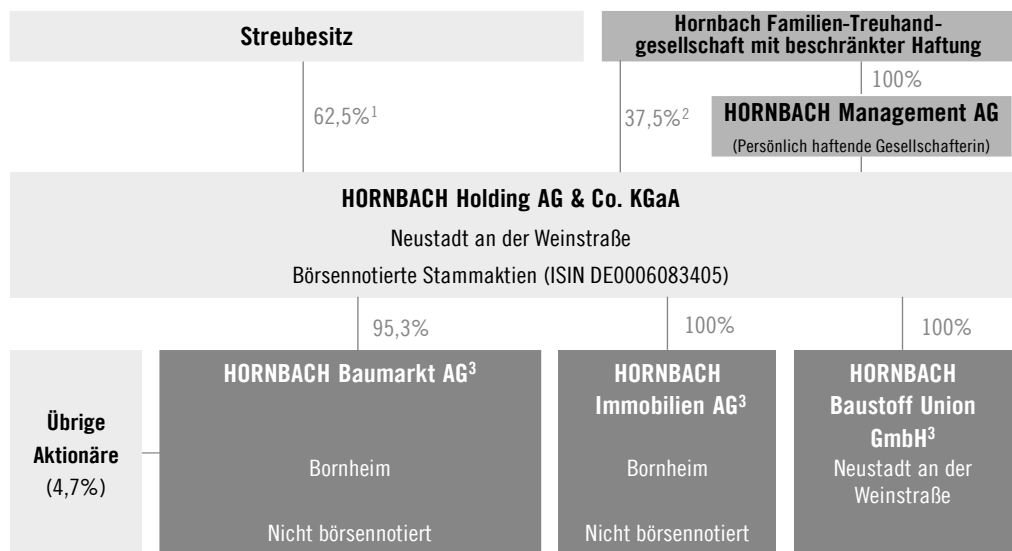 Streubesitz
Hornbach Familien-Treuhand-
gesellschaft mit beschränkter Haftung
100%
62,5%¹
37,5%²
HORNBACH Management AG
(Persönlich haftende Gesellschafterin)
HORNBACH Holding AG & Co. KGaA
Neustadt an der Weinstraße
Börsennotierte Stammaktien (ISIN DE0006083405)
95,3%
100%
100%
Übrige
Aktionäre
(4,7%)
HORNBACH Baumarkt AG³
Bornheim
Nicht börsennotiert
HORNBACH
Immobilien AG³
Bornheim
Nicht börsennotiert
HORNBACH
Baustoff Union
GmbH³
Neustadt an der
Weinstraße